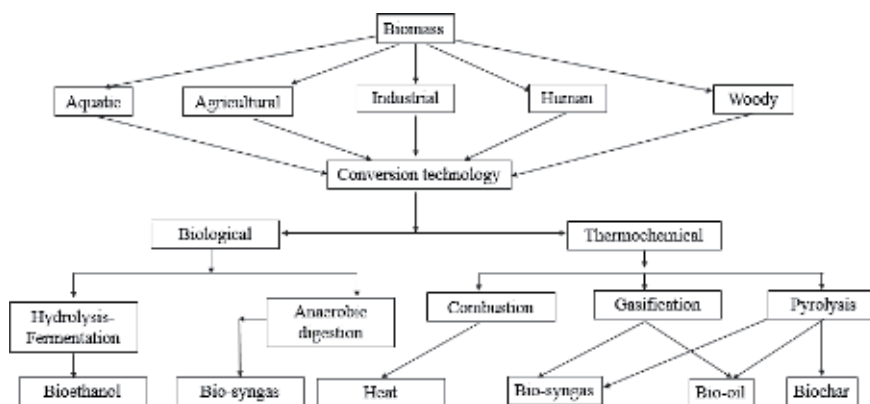 Biomass
Aquatic
Agricultural
Industrial
Human
Woody
Conversion technology
Biological
Thermochemical
Hydrolysis-
Fermentation
Anaerobic
digestion
Combustion
Gasification
Pyrolysis
Bioethanol
Bio-syngas
Heat
Bio-syngas
Bio-oil
Biochar